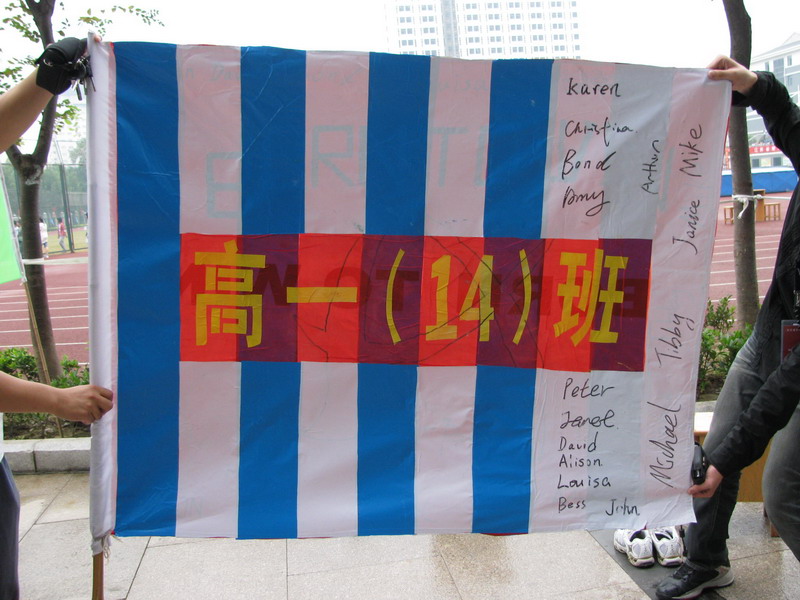 Karen
Christina
Bond
Amy
Arthur
Mike
Janice
高一（14）班
Tibby
Michael
Peter
Janet
David
Alison
Louisa
Bess
John